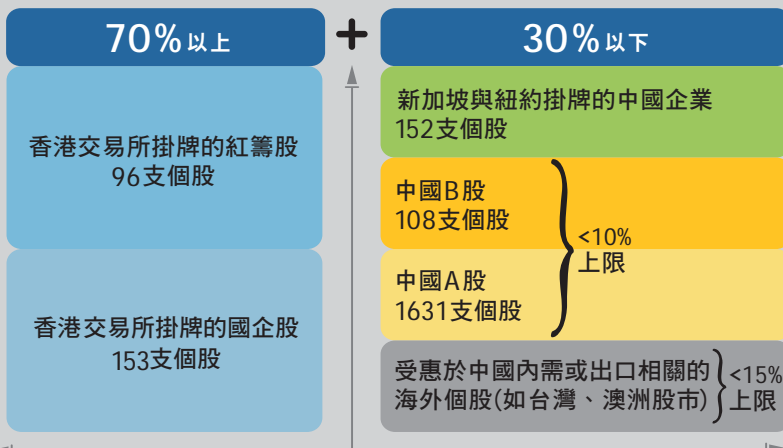 70%以上
+
30%以下
香港交易所掛牌的紅籌股
96支個股
香港交易所掛牌的國企股
153支個股
新加坡與紐約掛牌的中國企業
152支個股
中國B股
108支個股
中國A股
1631支個股
<10%
上限
受惠於中國內需或出口相關的
海外個股(如台灣、澳洲股市)
<15%
上限